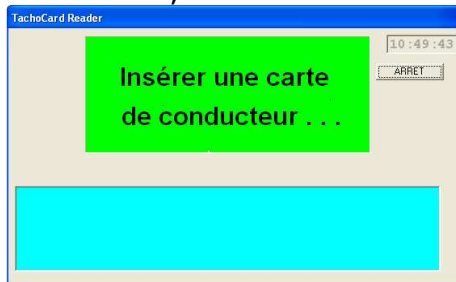 TachoCard Reader
10:49:43
Insérer une carte
de conducteur . . .
ARRET